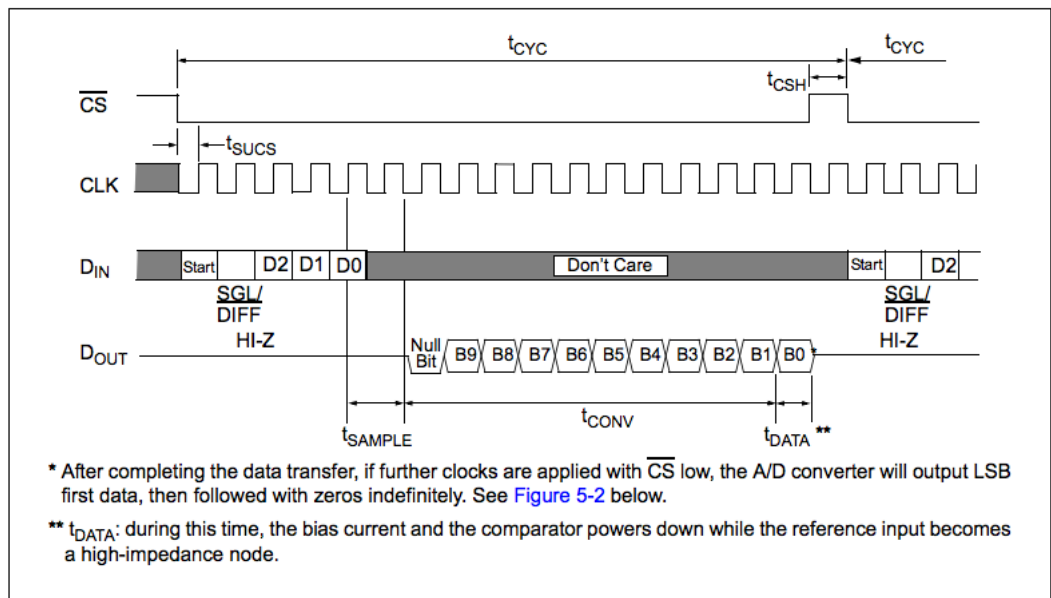 tCYC tCYC
tCSH
CS
tSUCS
CLK
DIN Start D2 D1 D0 Don't Care Start D2
SGL/ SGL/
DIFF DIFF
HI-Z HI-Z
DOUT Null Bit B9 B8 B7 B6 B5 B4 B3 B2 B1 B0 *
tSAMPLE tCONV tDATA **
* After completing the data transfer, if further clocks are applied with CS low, the A/D converter will output LSB
first data, then followed with zeros indefinitely. See Figure 5-2 below.
** tDATA: during this time, the bias current and the comparator powers down while the reference input becomes
a high-impedance node.